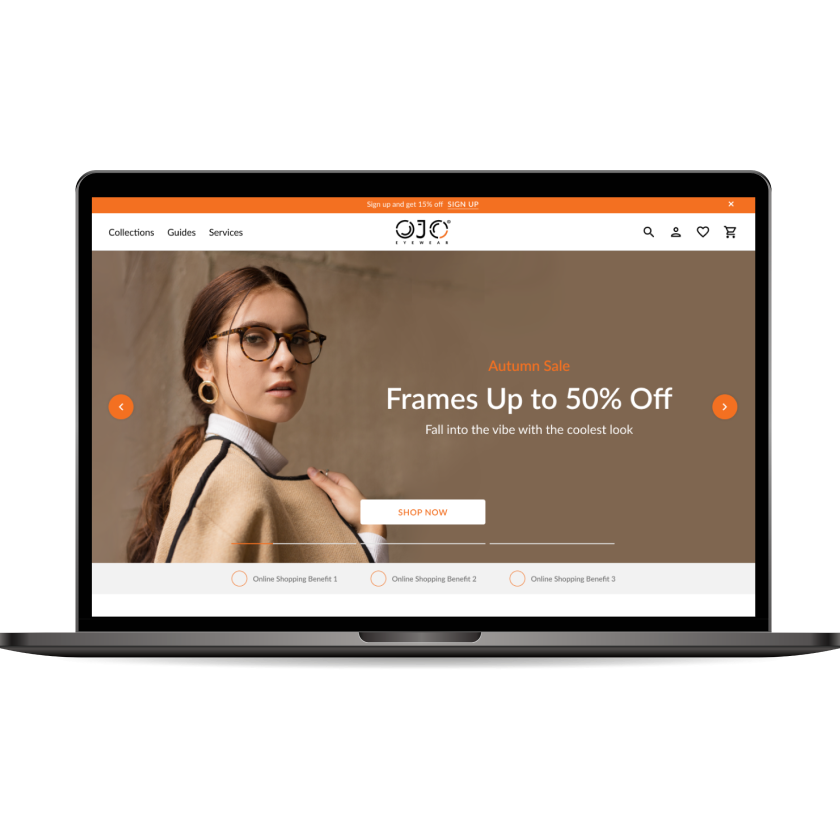 Sign up and get 15% off SIGN UP
Collections Guides Services
OJO®
EYEWEAR
Autumn Sale
Frames Up to 50% Off
Fall into the vibe with the coolest look
SHOP NOW
Online Shopping Benefit 1 Online Shopping Benefit 2 Online Shopping Benefit 3